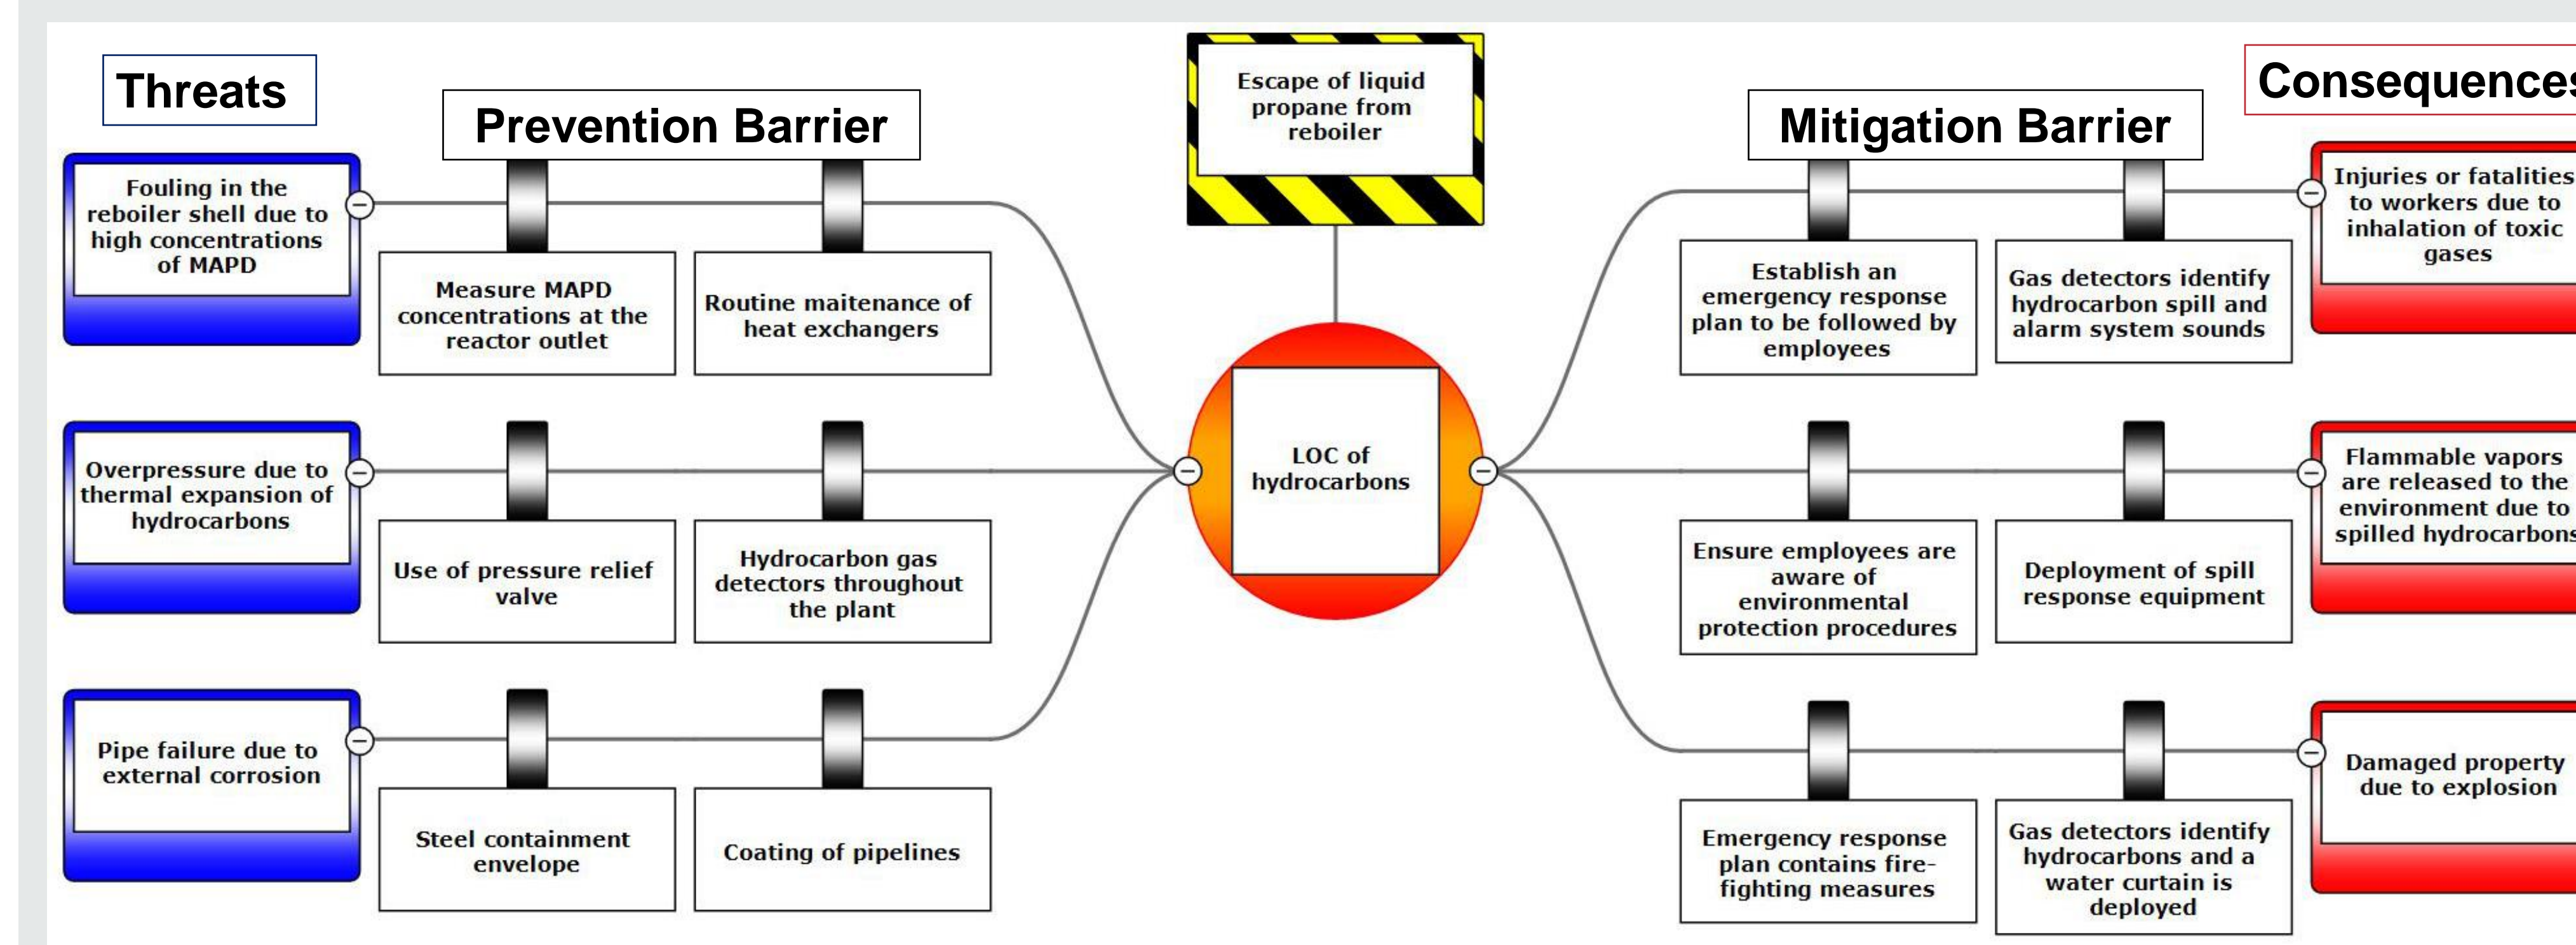 Threats
Prevention Barrier
Escape of liquid
propane from
reboiler
Mitigation Barrier
Consequences
Fouling in the
reboiler shell due to
high concentrations
of MAPD
Measure MAPD
concentrations at the
reactor outlet
Routine maitenance of
heat exchangers
Establish an
emergency response
plan to be followed by
employees
Gas detectors identify
hydrocarbon spill and
alarm system sounds
Injuries or fatalities
to workers due to
inhalation of toxic
gases
Overpressure due to
thermal expansion of
hydrocarbons
Use of pressure relief
valve
Hydrocarbon gas
detectors throughout
the plant
LOC of
hydrocarbons
Ensure employees are
aware of
environmental
protection procedures
Deployment of spill
response equipment
Flammable vapors
are released to the
environment due to
spilled hydrocarbons
Pipe failure due to
external corrosion
Steel containment
envelope
Coating of pipelines
Emergency response
plan contains fire-
fighting measures
Gas detectors identify
hydrocarbons and a
water curtain is
deployed
Damaged property
due to explosion